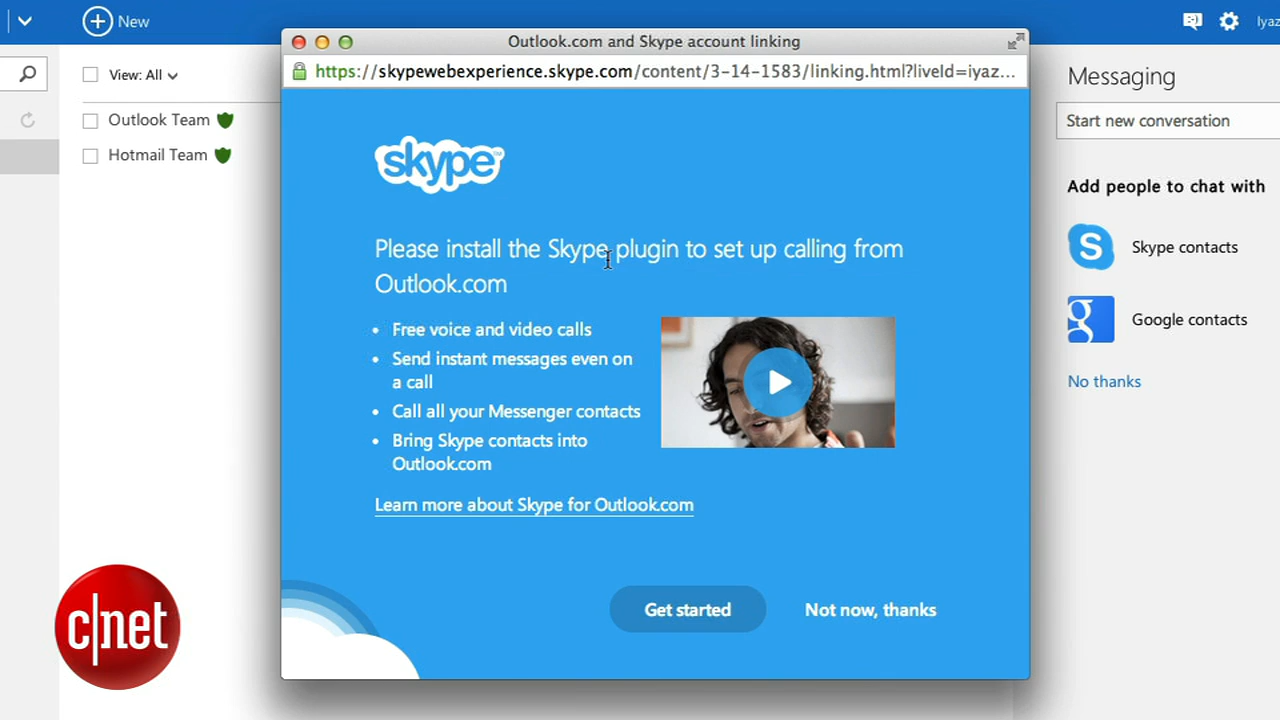 New
Iyaz
View: All
Outlook Team
Hotmail Team
Outlook.com and Skype account linking
https://skypewebexperience.skype.com/content/3-14-1583/linking.html?liveId=iyaz...
skype™
Please install the Skype plugin to set up calling from
Outlook.com
• Free voice and video calls
• Send instant messages even on
a call
• Call all your Messenger contacts
• Bring Skype contacts into
Outlook.com
Learn more about Skype for Outlook.com
Get started
Not now, thanks
Messaging
Start new conversation
Add people to chat with
S
Skype contacts
g
Google contacts
No thanks
c|net